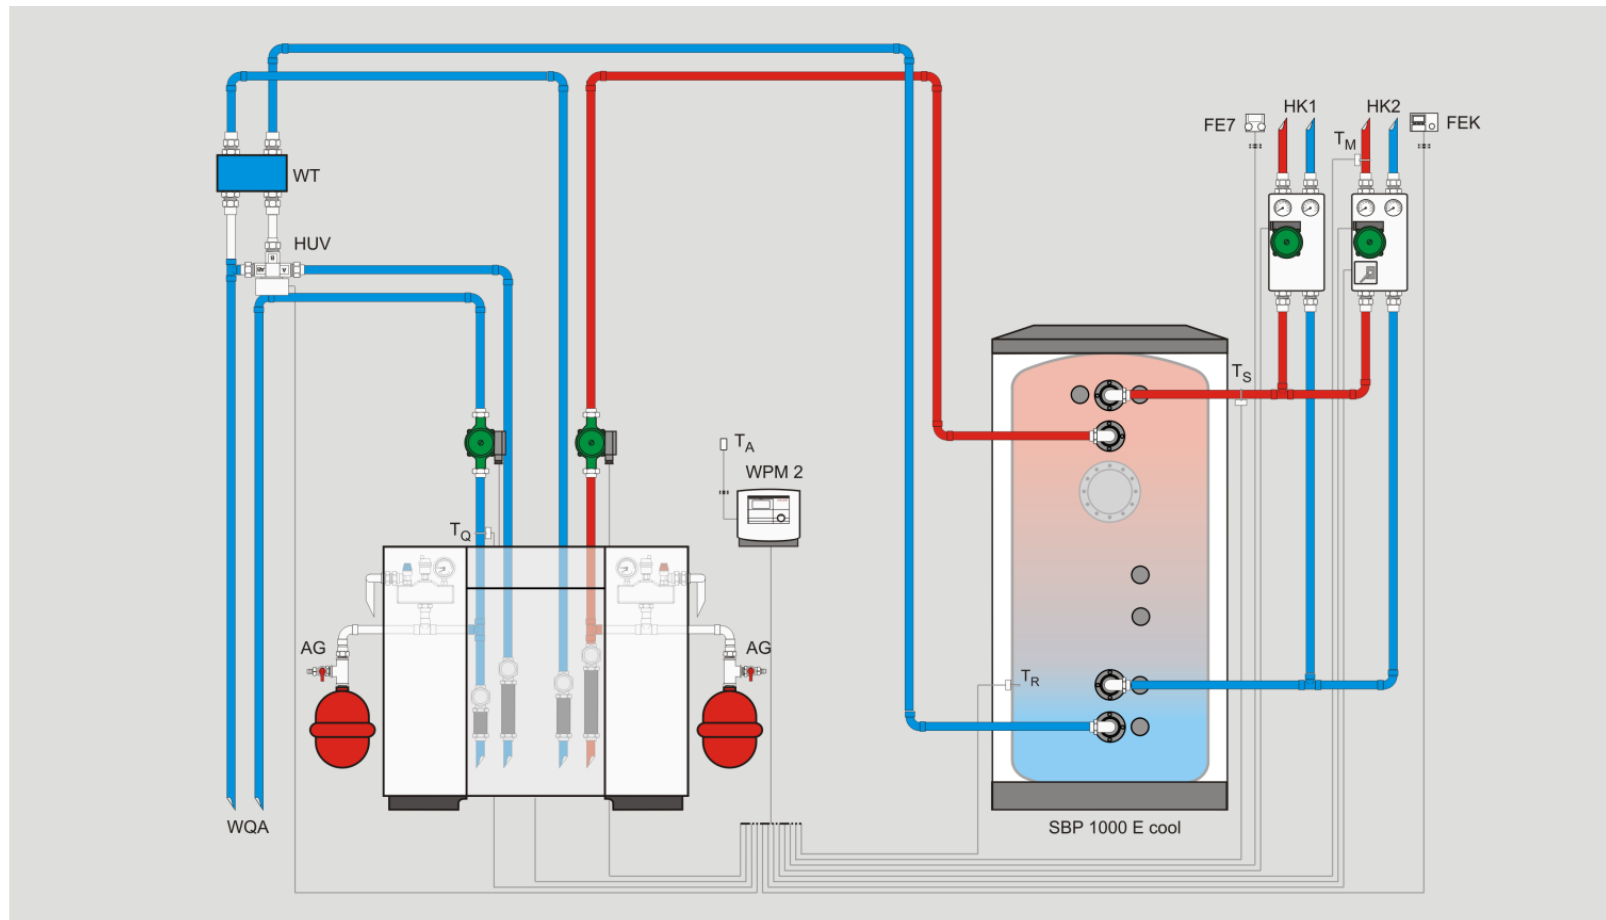 HK1
HK2
FE7
FEK
TM
WT
HUV
TS
TA
WPM 2
TQ
AG
AG
TR
WQA
SBP 1000 E cool